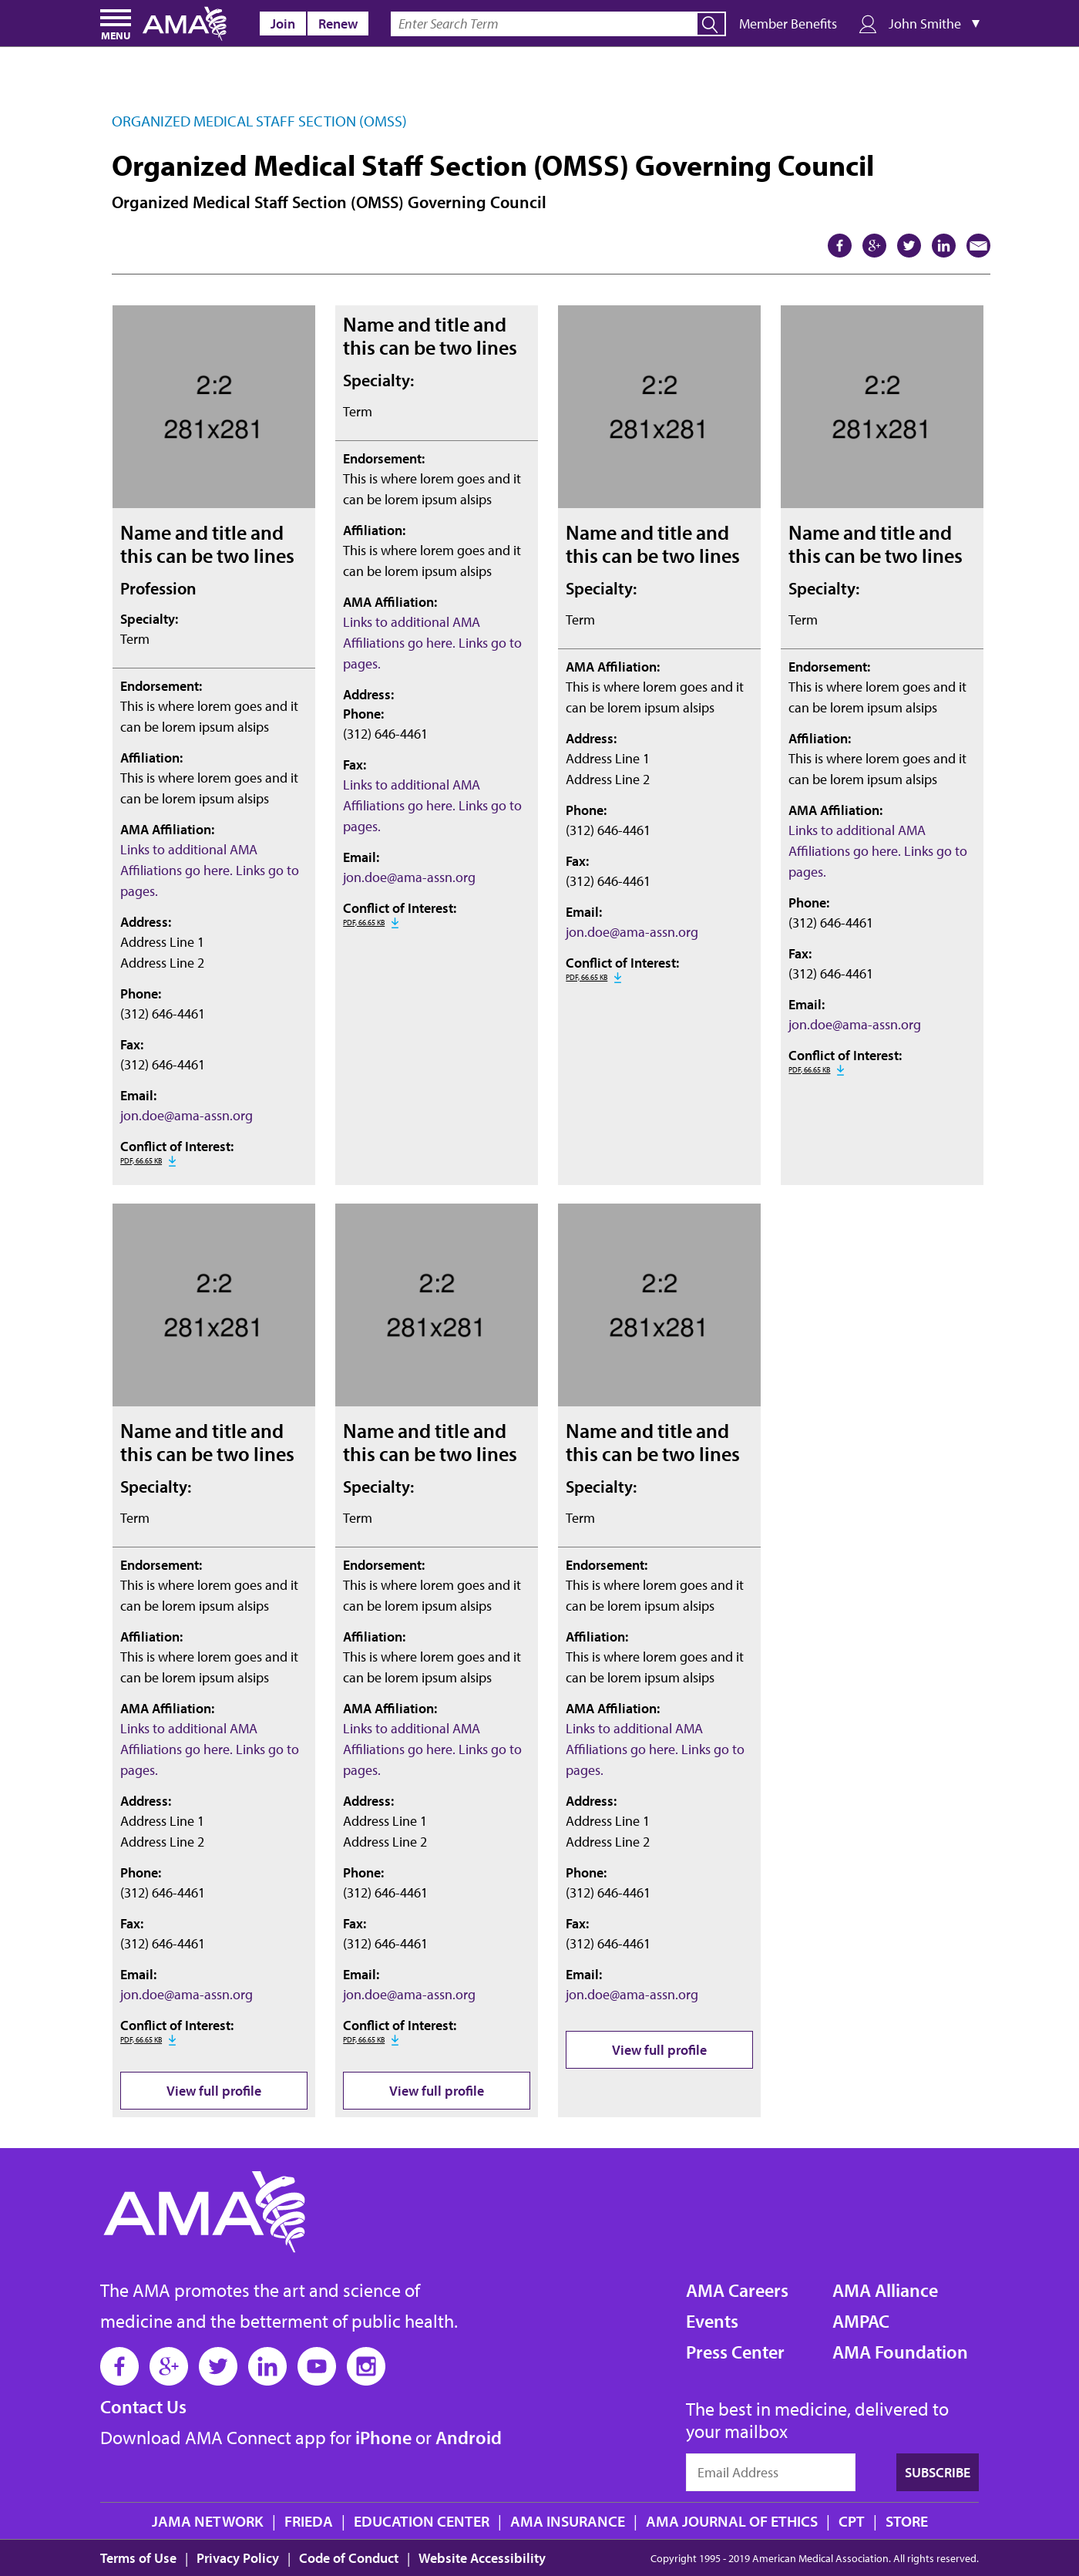 MENU
AMA
Join
Renew
Enter Search Term
Member Benefits
John Smithe ▼
ORGANIZED MEDICAL STAFF SECTION (OMSS)
Organized Medical Staff Section (OMSS) Governing Council
Organized Medical Staff Section (OMSS) Governing Council
2:2
281x281
Name and title and
this can be two lines
Profession
Specialty:
Term
Endorsement:
This is where lorem goes and it
can be lorem ipsum alsips
Affiliation:
This is where lorem goes and it
can be lorem ipsum alsips
AMA Affiliation:
Links to additional AMA
Affiliations go here. Links go to
pages.
Address:
Address Line 1
Address Line 2
Phone:
(312) 646-4461
Fax:
(312) 646-4461
Email:
jon.doe@ama-assn.org
Conflict of Interest:
PDF, 66.65 KB
Name and title and
this can be two lines
Specialty:
Term
Endorsement:
This is where lorem goes and it
can be lorem ipsum alsips
Affiliation:
This is where lorem goes and it
can be lorem ipsum alsips
AMA Affiliation:
Links to additional AMA
Affiliations go here. Links go to
pages.
Address:
Phone:
(312) 646-4461
Fax:
Links to additional AMA
Affiliations go here. Links go to
pages.
Email:
jon.doe@ama-assn.org
Conflict of Interest:
PDF, 66.65 KB
2:2
281x281
Name and title and
this can be two lines
Specialty:
Term
AMA Affiliation:
This is where lorem goes and it
can be lorem ipsum alsips
Address:
Address Line 1
Address Line 2
Phone:
(312) 646-4461
Fax:
(312) 646-4461
Email:
jon.doe@ama-assn.org
Conflict of Interest:
PDF, 66.65 KB
2:2
281x281
Name and title and
this can be two lines
Specialty:
Term
Endorsement:
This is where lorem goes and it
can be lorem ipsum alsips
Affiliation:
This is where lorem goes and it
can be lorem ipsum alsips
AMA Affiliation:
Links to additional AMA
Affiliations go here. Links go to
pages.
Phone:
(312) 646-4461
Fax:
(312) 646-4461
Email:
jon.doe@ama-assn.org
Conflict of Interest:
PDF, 66.65 KB
2:2
281x281
Name and title and
this can be two lines
Specialty:
Term
Endorsement:
This is where lorem goes and it
can be lorem ipsum alsips
Affiliation:
This is where lorem goes and it
can be lorem ipsum alsips
AMA Affiliation:
Links to additional AMA
Affiliations go here. Links go to
pages.
Address:
Address Line 1
Address Line 2
Phone:
(312) 646-4461
Fax:
(312) 646-4461
Email:
jon.doe@ama-assn.org
Conflict of Interest:
PDF, 66.65 KB
View full profile
2:2
281x281
Name and title and
this can be two lines
Specialty:
Term
Endorsement:
This is where lorem goes and it
can be lorem ipsum alsips
Affiliation:
This is where lorem goes and it
can be lorem ipsum alsips
AMA Affiliation:
Links to additional AMA
Affiliations go here. Links go to
pages.
Address:
Address Line 1
Address Line 2
Phone:
(312) 646-4461
Fax:
(312) 646-4461
Email:
jon.doe@ama-assn.org
Conflict of Interest:
PDF, 66.65 KB
View full profile
2:2
281x281
Name and title and
this can be two lines
Specialty:
Term
Endorsement:
This is where lorem goes and it
can be lorem ipsum alsips
Affiliation:
This is where lorem goes and it
can be lorem ipsum alsips
AMA Affiliation:
Links to additional AMA
Affiliations go here. Links go to
pages.
Address:
Address Line 1
Address Line 2
Phone:
(312) 646-4461
Fax:
(312) 646-4461
Email:
jon.doe@ama-assn.org
View full profile
AMA
The AMA promotes the art and science of
medicine and the betterment of public health.
Contact Us
Download AMA Connect app for iPhone or Android
AMA Careers
Events
Press Center
AMA Alliance
AMPAC
AMA Foundation
The best in medicine, delivered to
your mailbox
Email Address
SUBSCRIBE
JAMA NETWORK | FRIEDA | EDUCATION CENTER | AMA INSURANCE | AMA JOURNAL OF ETHICS | CPT | STORE
Terms of Use | Privacy Policy | Code of Conduct | Website Accessibility
Copyright 1995 - 2019 American Medical Association. All rights reserved.